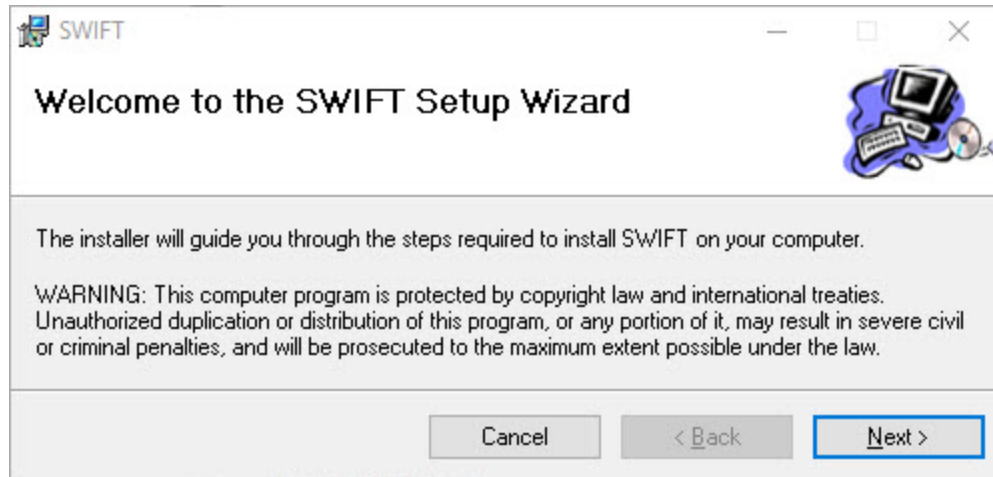 SWIFT
Welcome to the SWIFT Setup Wizard
The installer will guide you through the steps required to install SWIFT on your computer.
WARNING: This computer program is protected by copyright law and international treaties.
Unauthorized duplication or distribution of this program, or any portion of it, may result in severe civil
or criminal penalties, and will be prosecuted to the maximum extent possible under the law.
Cancel < Back Next >